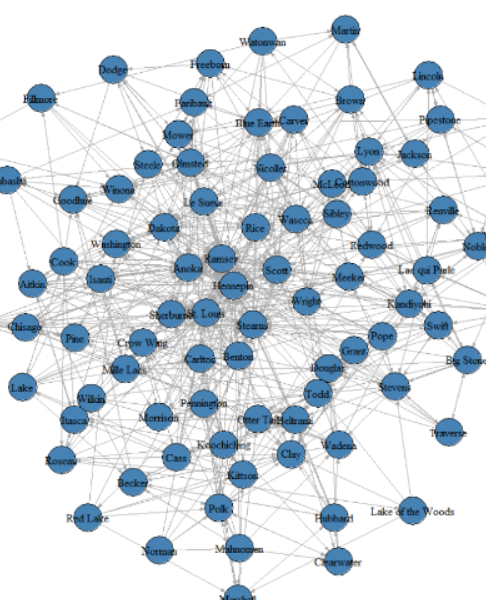 Martin
Watonwan
Freeborn
Dodge
Lincoln
Fillmore
Faribault
Brown
Pipestone
Blue Earth
Carver
Mower
Lyon
Jackson
Steele
Olmsted
Nicollet
McLeod
Cottonwood
Winona
Goodhue
Le Sueur
Sibley
Renville
Waseca
Dakota
Rice
Washington
Redwood
Noble
Cook
Ramsey
Anoka
Scott
Lac qui Parle
Aitkin
Isanti
Hennepin
Meeker
Wright
Kandiyohi
Sherburne
St. Louis
Chisago
Stearns
Swift
Pine
Crow Wing
Pope
Grant
Carlton
Benton
Big Stone
Mille Lacs
Douglas
Lake
Stevens
Wilkin
Todd
Pennington
Itasca
Morrison
Otter Tail
Beltrami
Traverse
Koochiching
Wadena
Roseau
Cass
Clay
Kittson
Becker
Polk
Red Lake
Hubbard
Lake of the Woods
Norman
Mahnomen
Clearwater
Marshall